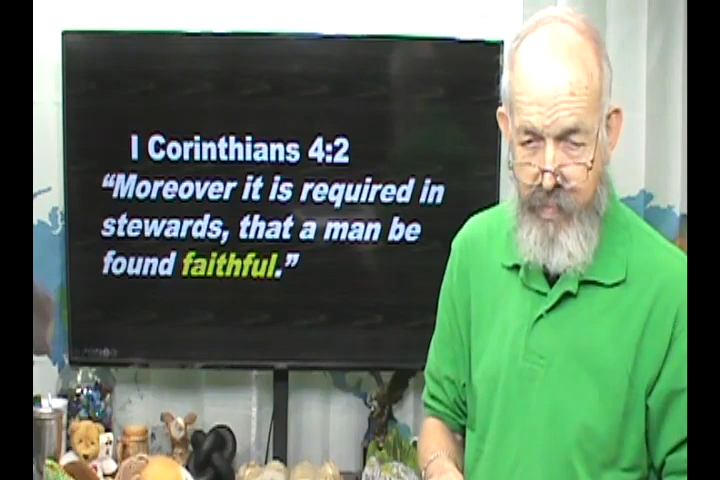 I Corinthians 4:2
“Moreover it is required in
stewards, that a man be
found faithful.”